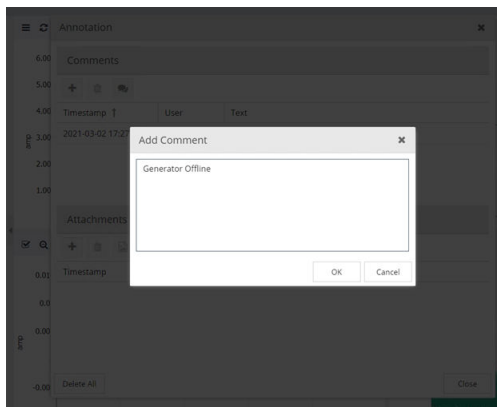 Annotation
6.00
Comments
5.00
4.00
Timestamp ↑ User Text
amp
3.00
2021-03-02 17:27
Add Comment
Generator Offline
2.00
1.00
Attachments
OK Cancel
0.01
Timestamp
0.0
0.00
amp
-0.00
Delete All
Close